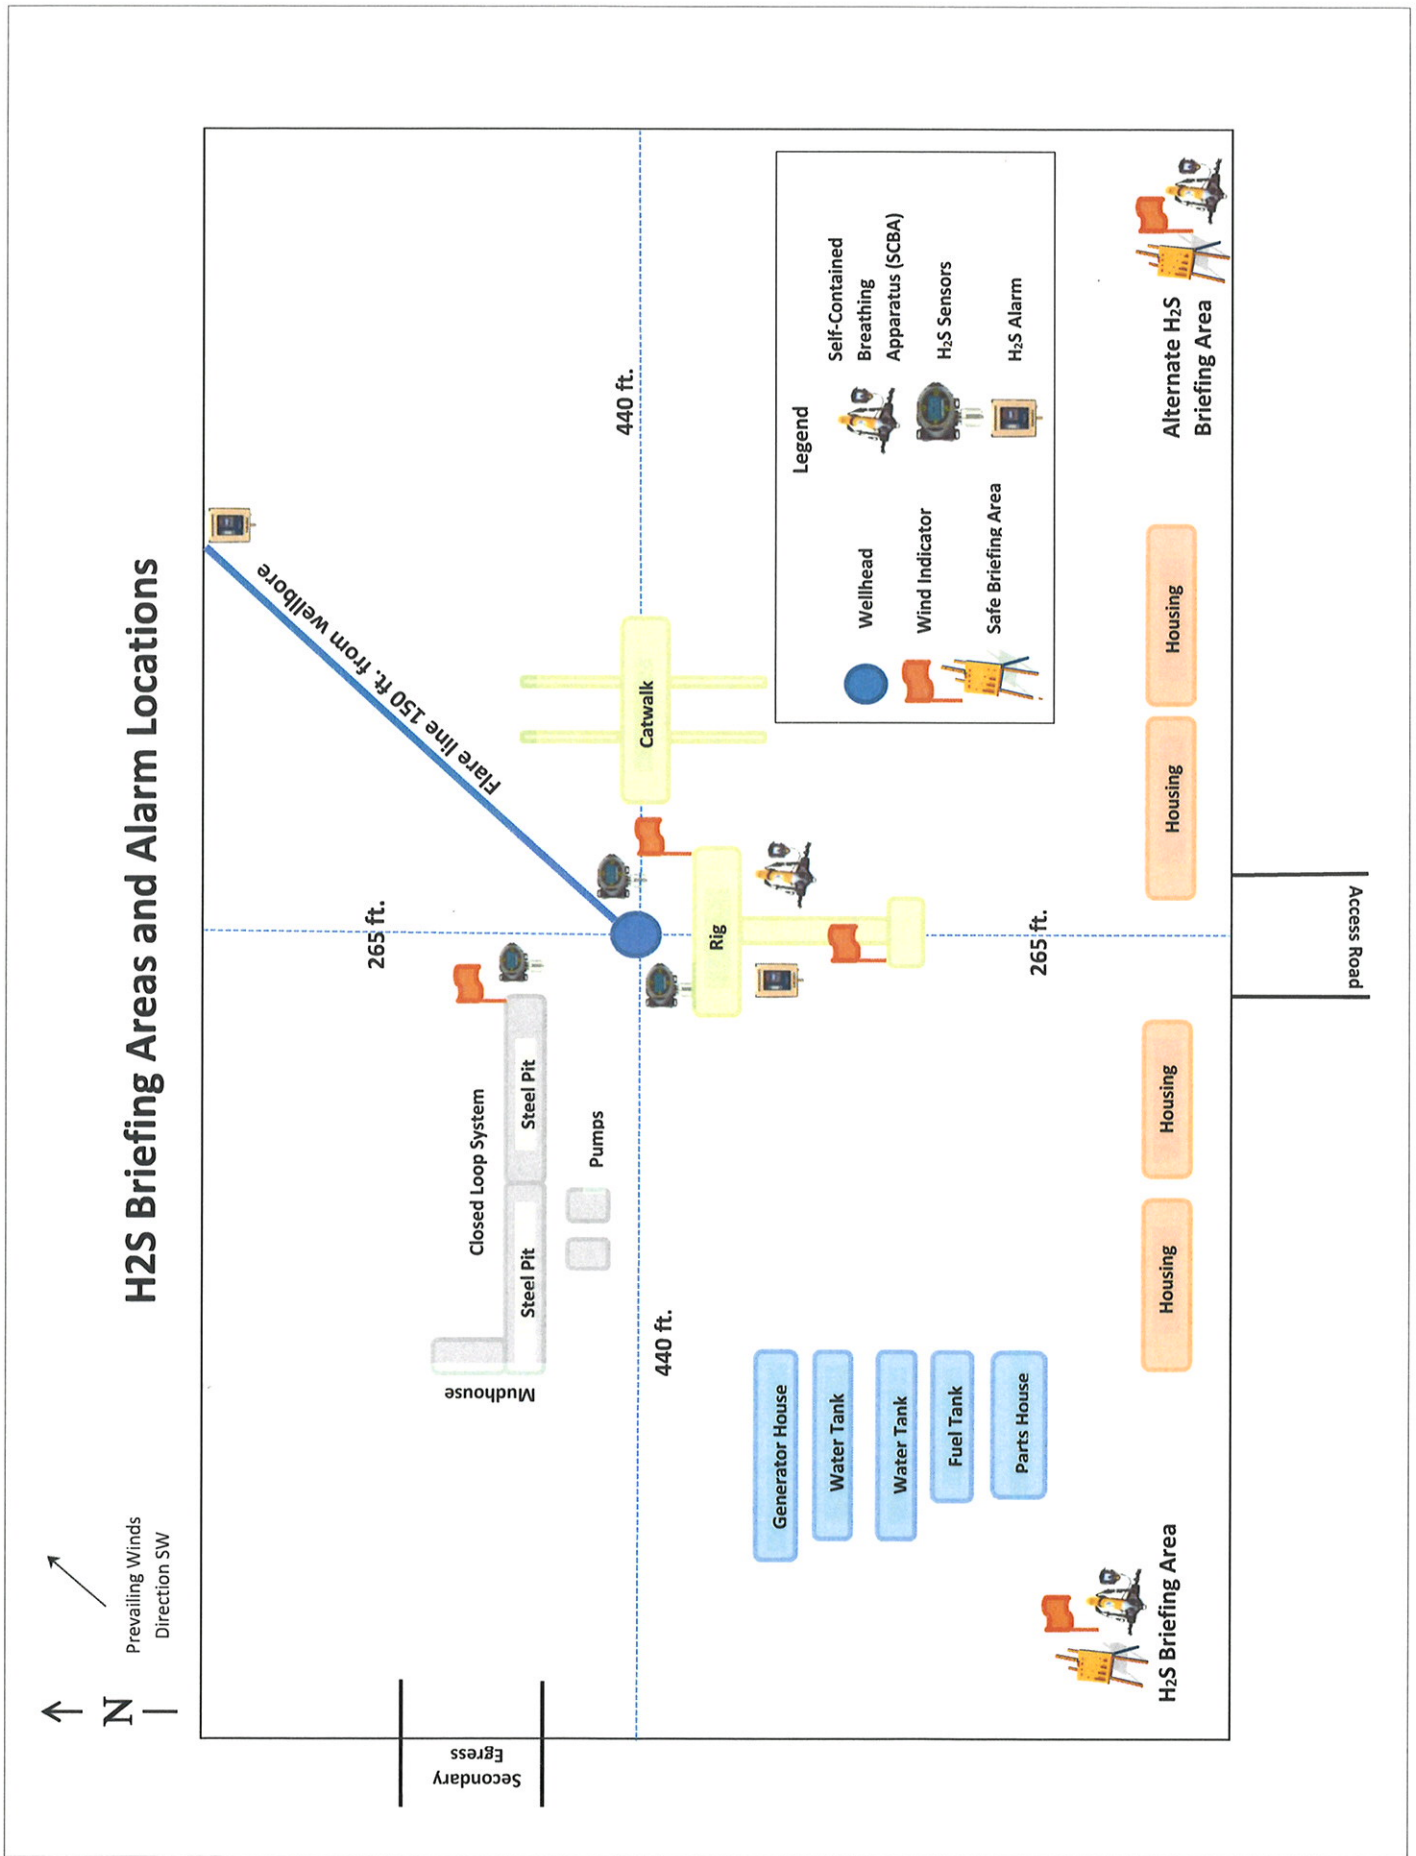 H2S Briefing Areas and Alarm Locations
N
Prevailing Winds
Direction SW
Secondary
Egress
Flare line 150 ft. from wellbore
265 ft.
Closed Loop System
Steel Pit
Steel Pit
Mudhouse
Pumps
440 ft.
440 ft.
Catwalk
Rig
265 ft.
Generator House
Water Tank
Water Tank
Fuel Tank
Parts House
Legend
Wellhead
Wind Indicator
Safe Briefing Area
Self-Contained
Breathing
Apparatus (SCBA)
H₂S Sensors
H₂S Alarm
H₂S Briefing Area
Housing
Housing
Housing
Housing
Alternate H₂S
Briefing Area
Access Road